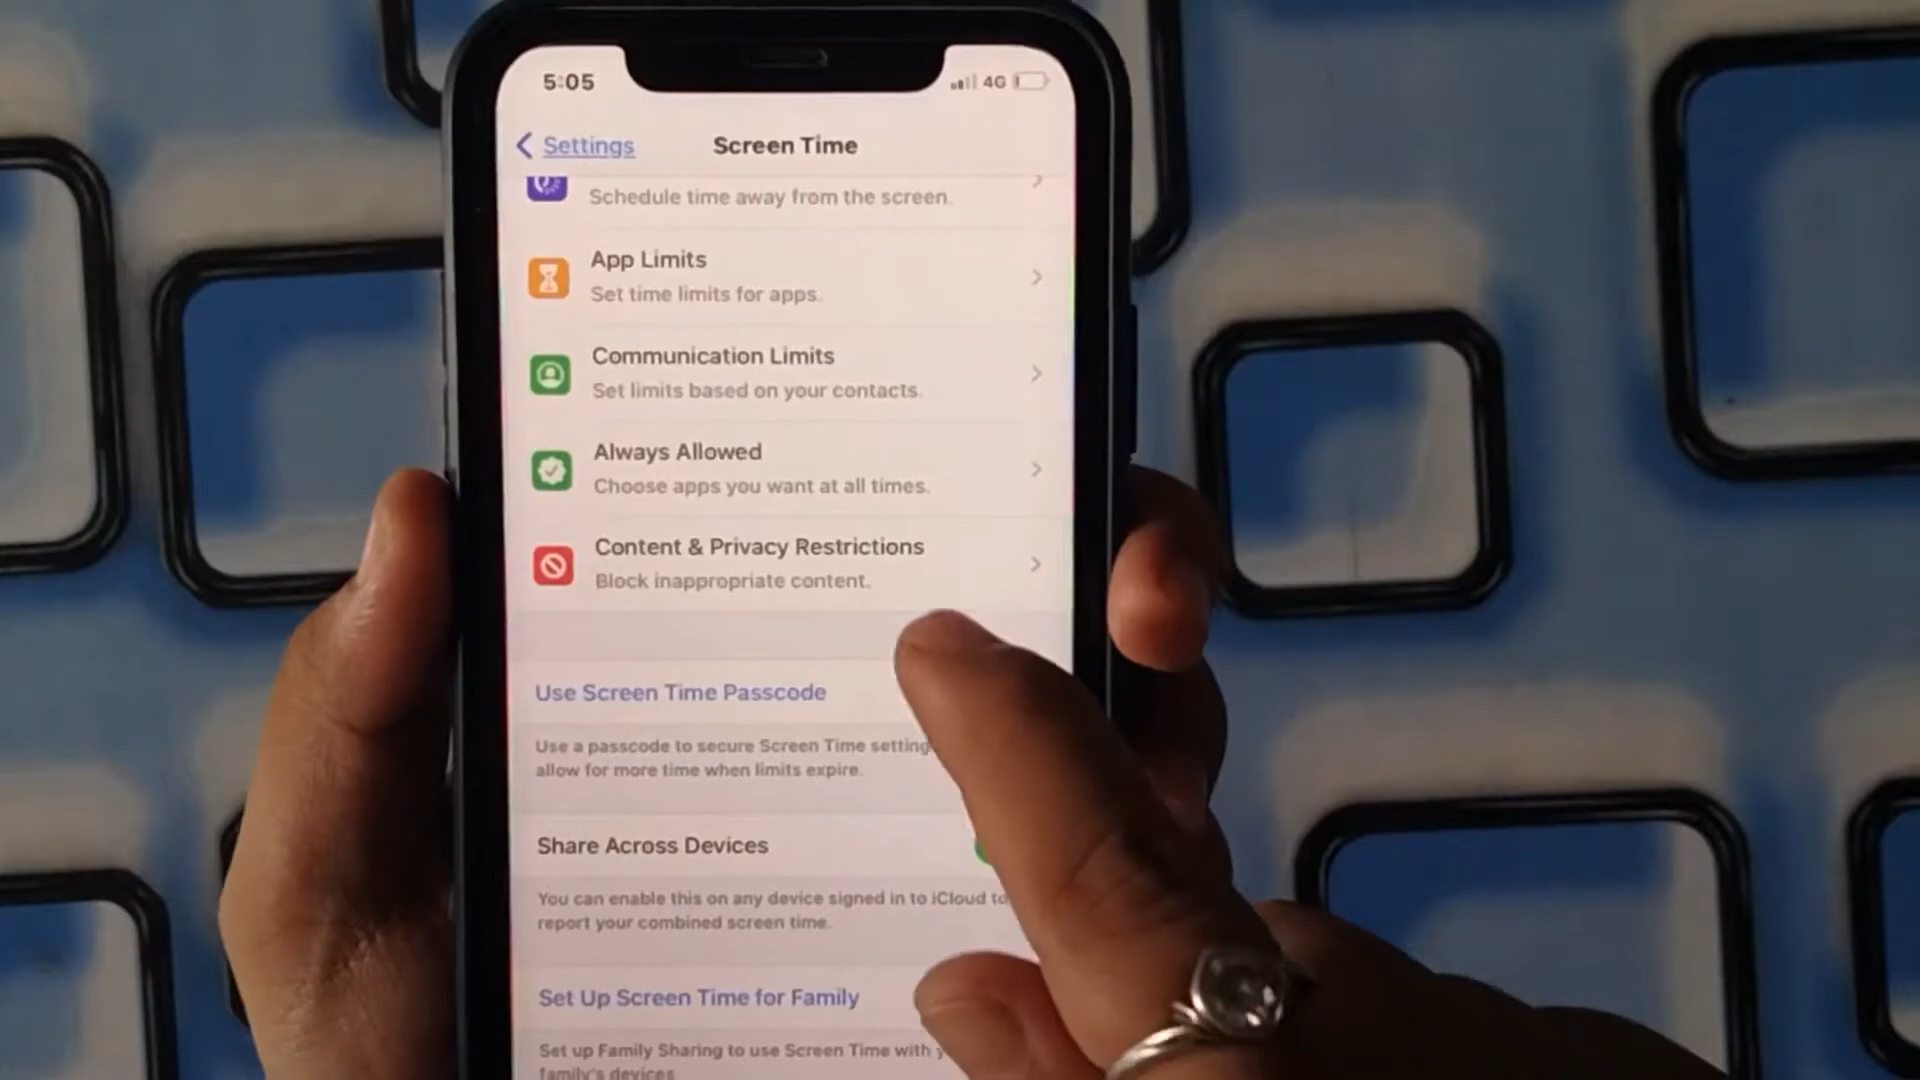 5:05
4G
Settings
Screen Time
Schedule time away from the screen.
App Limits
Set time limits for apps.
Communication Limits
Set limits based on your contacts.
Always Allowed
Choose apps you want at all times.
Content & Privacy Restrictions
Block inappropriate content.
Use Screen Time Passcode
Use a passcode to secure Screen Time
allow for more time when limits expire.
Share Across Devices
You can enable this on any device signed in to iCloud to
report your combined screen time.
Set Up Screen Time for Family
Set up Family Sharing to use Screen Time with
family's devices